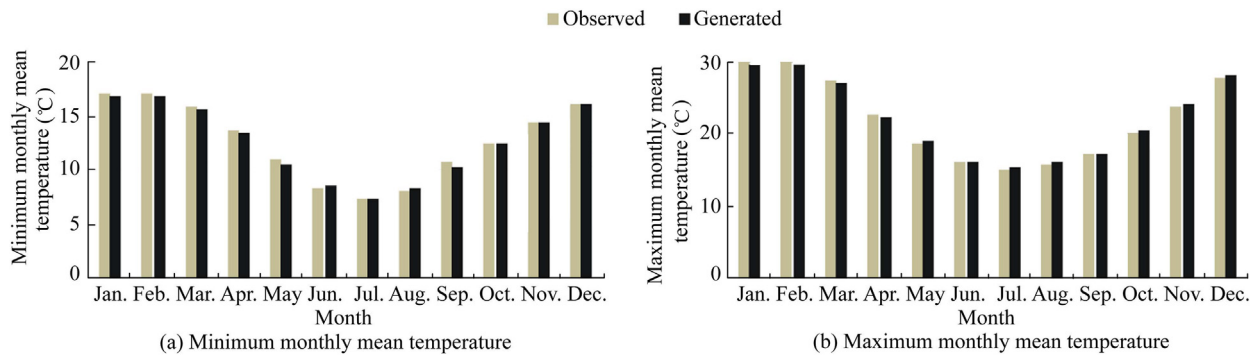 Observed Generated
Minimum monthly mean
temperature (℃)
20
15
10
5
0
Jan. Feb. Mar. Apr. May Jun. Jul. Aug. Sep. Oct. Nov. Dec.
Month
(a) Minimum monthly mean temperature
Maximum monthly mean
temperature (℃)
30
20
10
0
Jan. Feb. Mar. Apr. May Jun. Jul. Aug. Sep. Oct. Nov. Dec.
Month
(b) Maximum monthly mean temperature